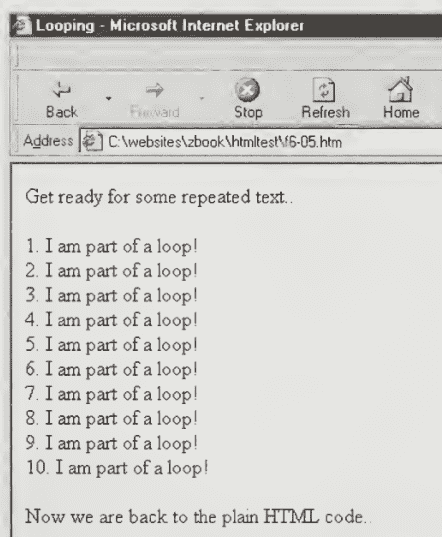 Looping - Microsoft Internet Explorer
Back Forward Stop Refresh Home
Address C:\websites\zbook\htmltest\f6-05.htm
Get ready for some repeated text..
1. I am part of a loop!
2. I am part of a loop!
3. I am part of a loop!
4. I am part of a loop!
5. I am part of a loop!
6. I am part of a loop!
7. I am part of a loop!
8. I am part of a loop!
9. I am part of a loop!
10. I am part of a loop!
Now we are back to the plain HTML code..